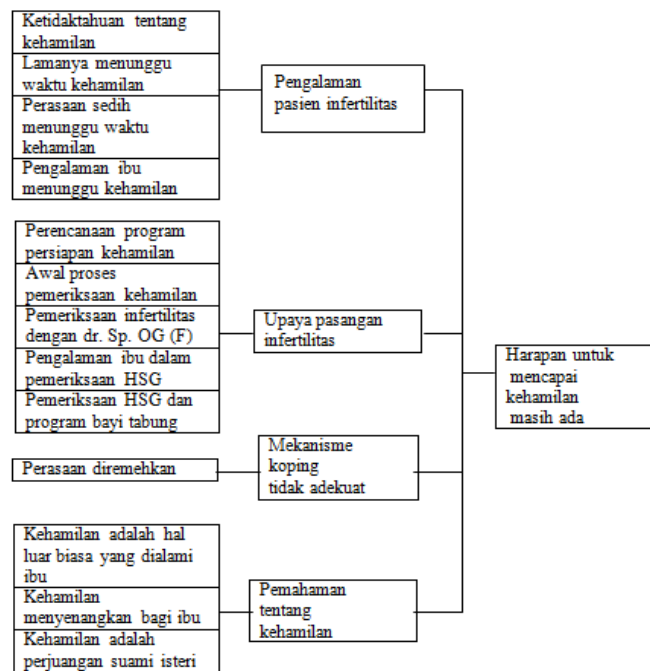 Ketidaktahuan tentang
kehamilan
Lamanya menunggu
waktu kehamilan
Perasaan sedih
menunggu waktu
kehamilan
Pengalaman ibu
menunggu kehamilan
Pengalaman
pasien infertilitas
Perencanaan program
persiapan kehamilan
Awal proses
pemeriksaan kehamilan
Pemeriksaan infertilitas
dengan dr. Sp. OG (F)
Pengalaman ibu dalam
pemeriksaan HSG
Pemeriksaan HSG dan
program bayi tabung
Upaya pasangan
infertilitas
Perasaan diremehkan
Mekanisme
koping
tidak adekuat
Kehamilan adalah hal
luar biasa yang dialami
ibu
Kehamilan
menyenangkan bagi ibu
Kehamilan adalah
perjuangan suami isteri
Pemahaman
tentang
kehamilan
Harapan untuk
mencapai
kehamilan
masih ada